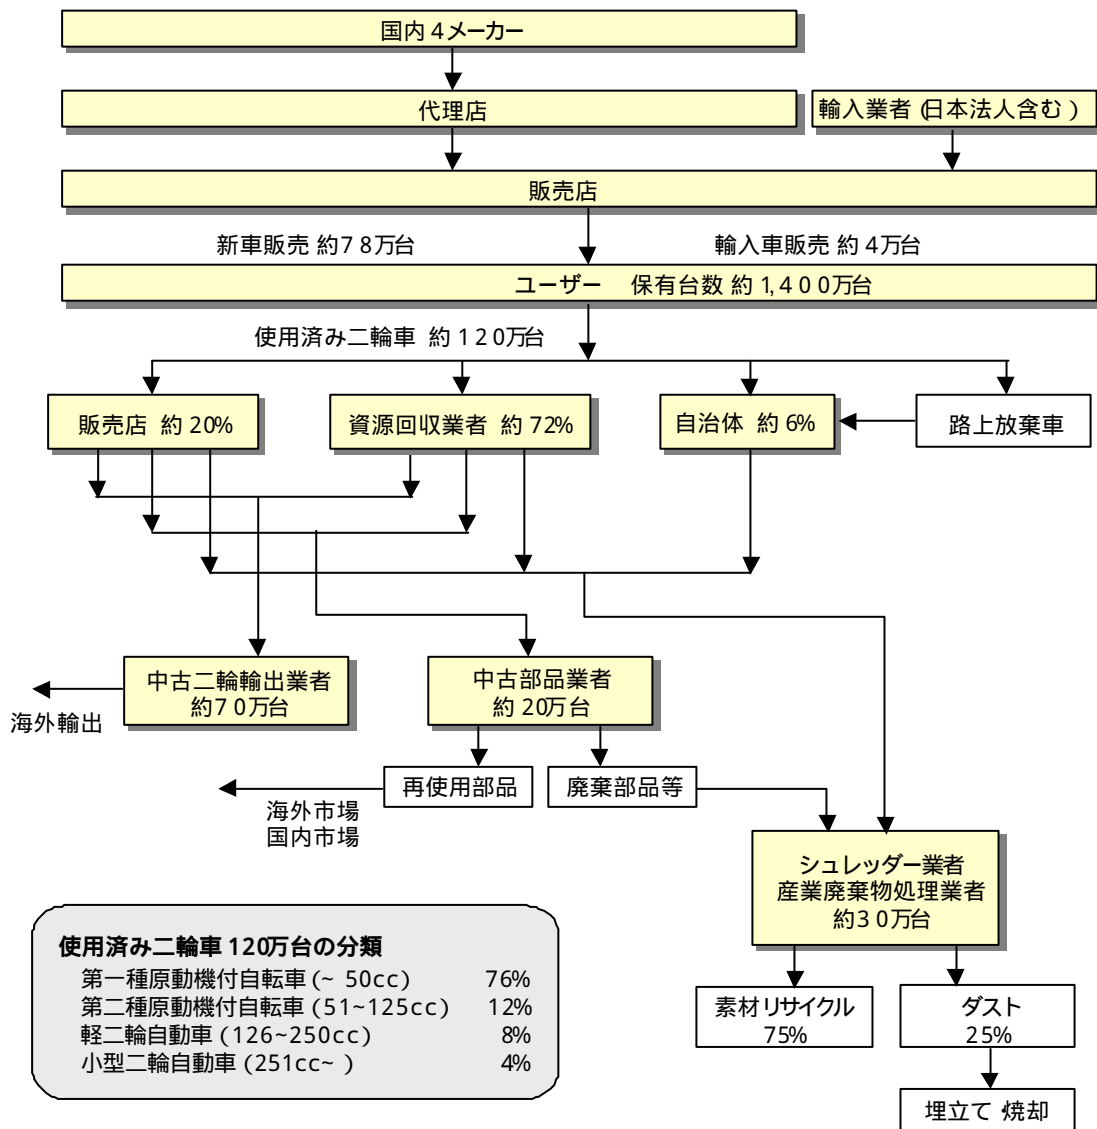 国内4メーカー
代理店
輸入業者(日本法人含む)
販売店
新車販売 約78万台
輸入車販売 約4万台
ユーザー 保有台数 約1,400万台
使用済み二輪車 約120万台
販売店 約20%
資源回収業者 約72%
自治体 約6%
路上放棄車
中古二輪輸出業者
約70万台
海外輸出
中古部品業者
約20万台
再使用部品
廃棄部品等
海外市場
国内市場
シュレッダー業者
産業廃棄物処理業者
約30万台
素材リサイクル
75%
ダスト
25%
埋立て・焼却
使用済み二輪車120万台の分類
第一種原動機付自転車(~50cc) 76%
第二種原動機付自転車(51~125cc) 12%
軽二輪自動車(126~250cc) 8%
小型二輪自動車(251cc~) 4%